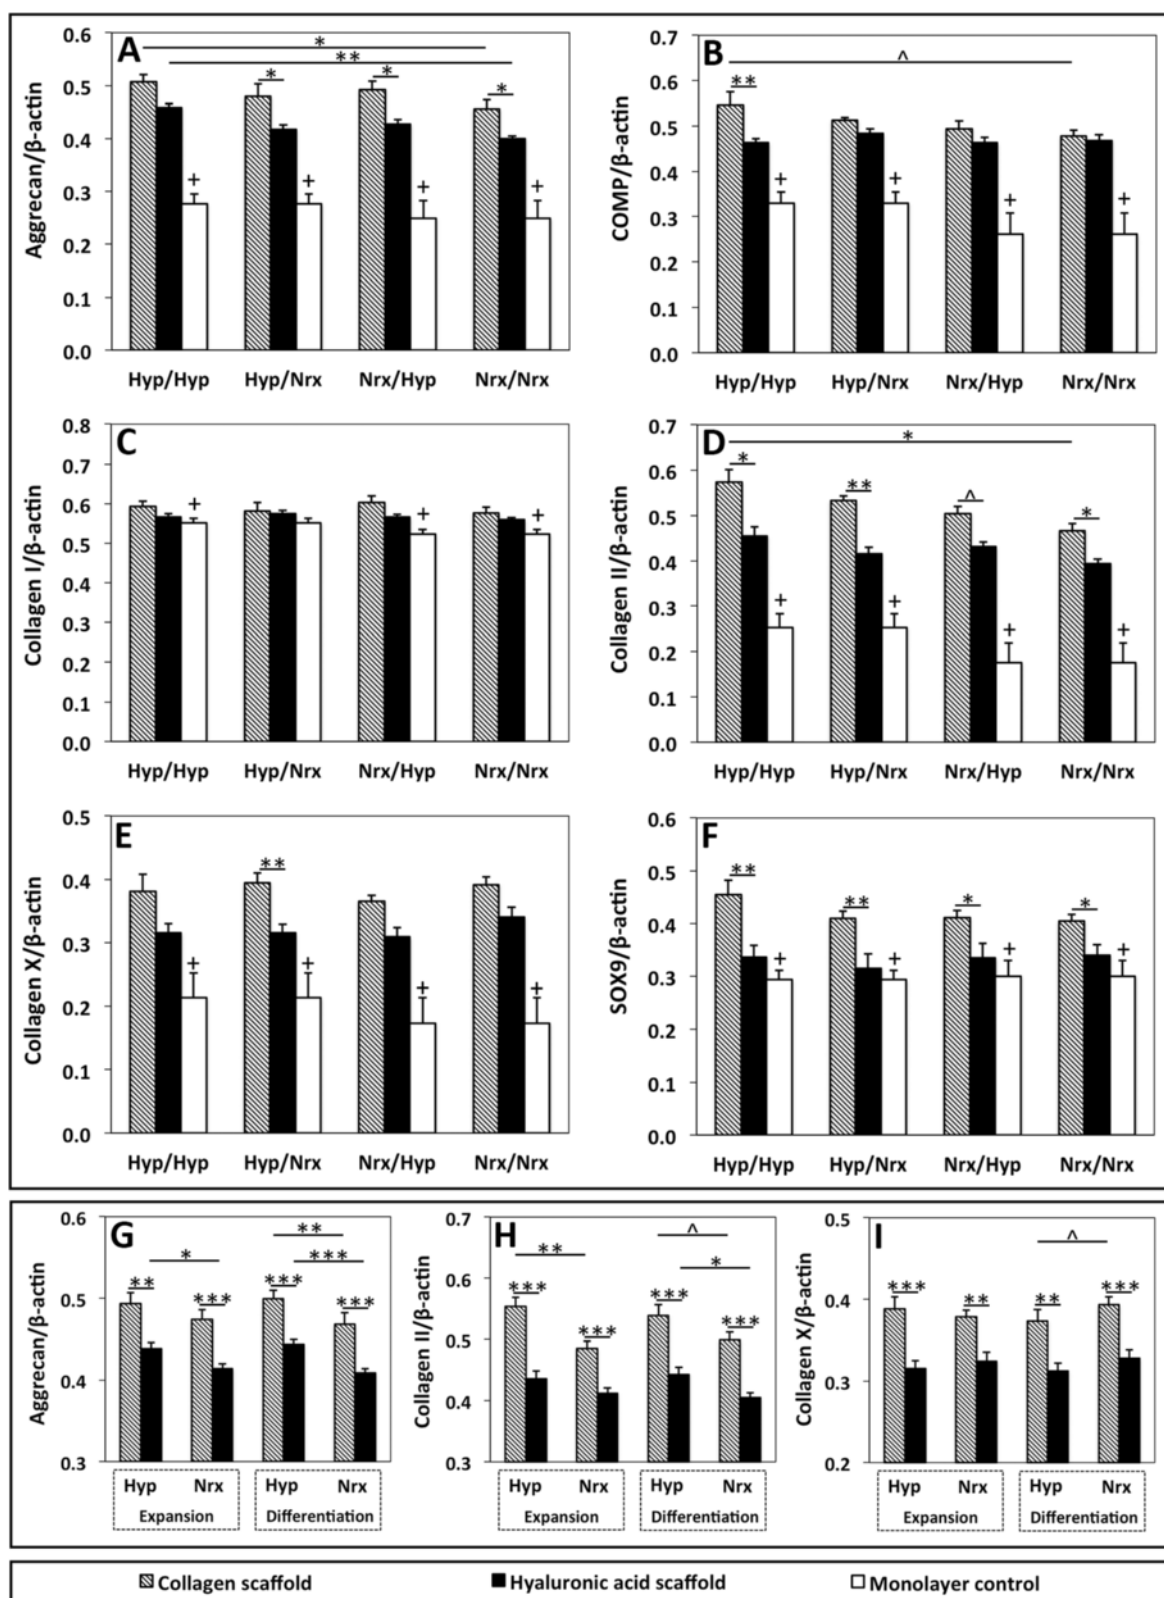 A
Aggrecan/β-actin
0.6
0.5
0.4
0.3
0.2
0.1
0.0
*
**
* * *
+ + + +
Hyp/Hyp Hyp/Nrx Nrx/Hyp Nrx/Nrx
B
COMP/β-actin
0.7
0.6
0.5
0.4
0.3
0.2
0.1
0.0
^
**
+ + + +
Hyp/Hyp Hyp/Nrx Nrx/Hyp Nrx/Nrx
C
Collagen I/β-actin
0.8
0.7
0.6
0.5
0.4
0.3
0.2
0.1
0.0
+ + +
Hyp/Hyp Hyp/Nrx Nrx/Hyp Nrx/Nrx
D
Collagen II/β-actin
0.7
0.6
0.5
0.4
0.3
0.2
0.1
0.0
*
* ** ^ *
+ + + +
Hyp/Hyp Hyp/Nrx Nrx/Hyp Nrx/Nrx
E
Collagen X/β-actin
0.5
0.4
0.3
0.2
0.1
0.0
**
+ + + +
Hyp/Hyp Hyp/Nrx Nrx/Hyp Nrx/Nrx
F
SOX9/β-actin
0.6
0.5
0.4
0.3
0.2
0.1
0.0
** ** * *
+ + + +
Hyp/Hyp Hyp/Nrx Nrx/Hyp Nrx/Nrx
G
Aggrecan/β-actin
0.6
0.5
0.4
0.3
**
* ***
** *** *** ***
Hyp Nrx Hyp Nrx
Expansion Differentiation
H
Collagen II/β-actin
0.7
0.6
0.5
0.4
0.3
^
** *
*** *** *** ***
Hyp Nrx Hyp Nrx
Expansion Differentiation
I
Collagen X/β-actin
0.5
0.4
0.3
0.2
^
*** ** ** ***
Hyp Nrx Hyp Nrx
Expansion Differentiation
Collagen scaffold Hyaluronic acid scaffold Monolayer control